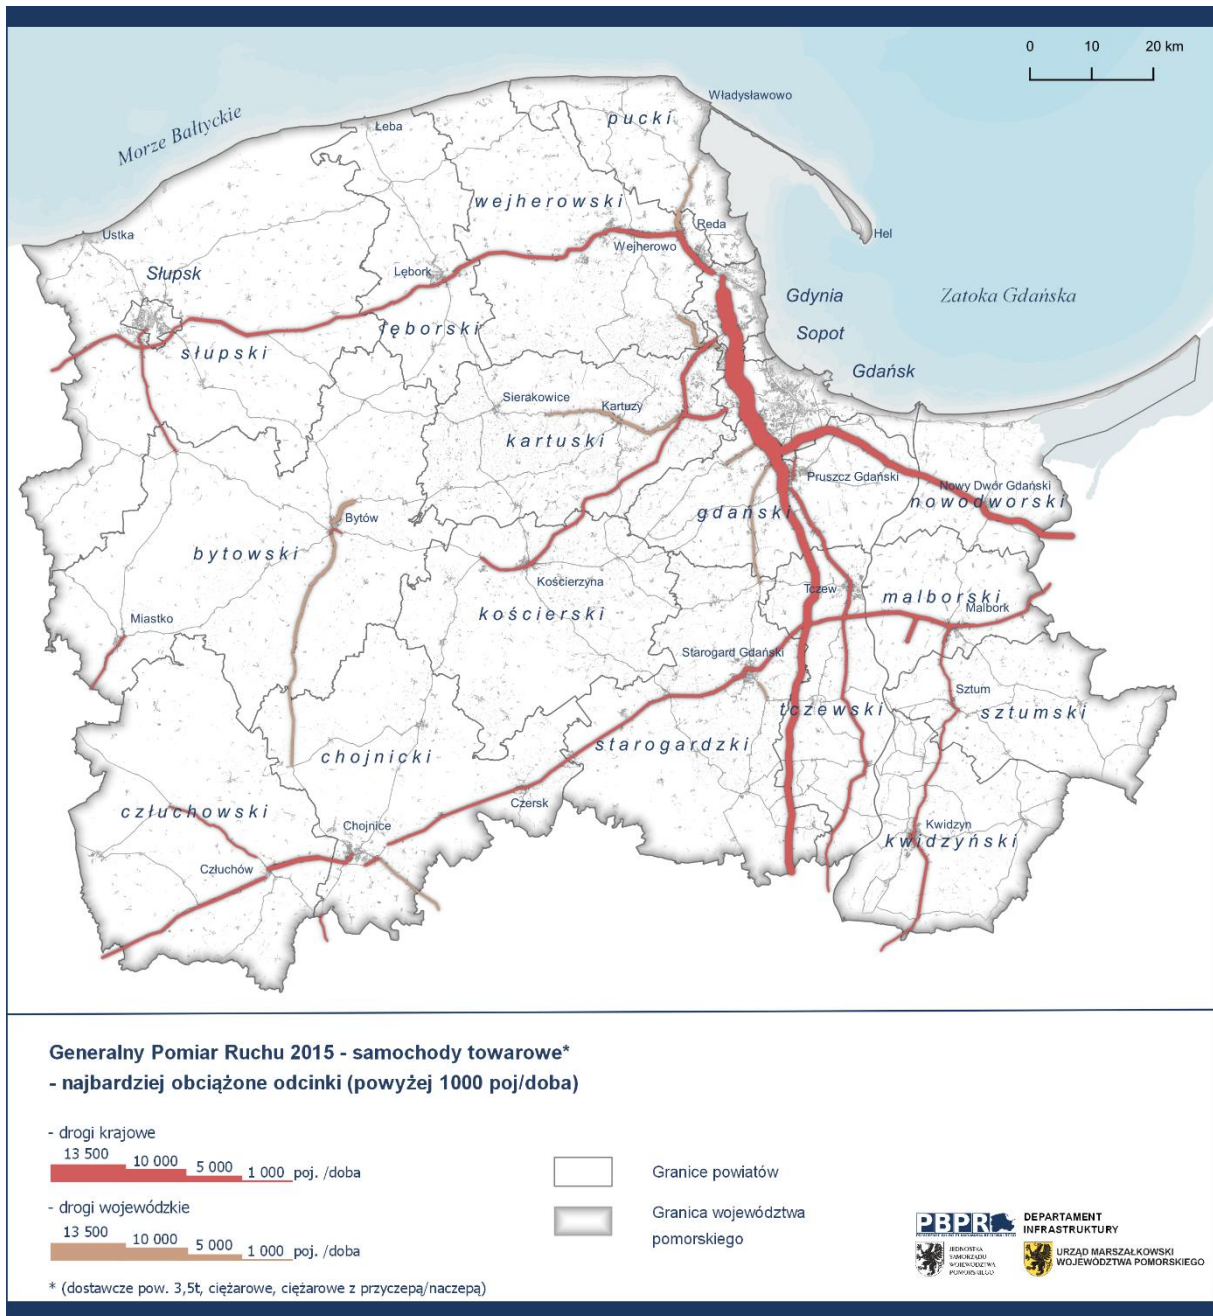 0 10 20 km
Władysławowo
pucki
Łeba
Morze Bałtyckie
wejherowski
Reda
Ustka
Wejherowo
Hel
Słupsk
Lębork
Gdynia
Zatoka Gdańska
lęborski
Sopot
słupski
Gdańsk
Sierakowice
Kartuzy
kartuski
Pruszcz Gdański
Nowy Dwór Gdański
nowodworski
gdański
Bytów
bytowski
Kościerzyna
Tczew
malborski
Malbork
kościerski
Miastko
Starogard Gdański
Sztum
tczewski
sztumski
starogardzki
chojnicki
Czersk
człuchowski
Chojnice
Kwidzyn
kwidzyński
Człuchów
Generalny Pomiar Ruchu 2015 - samochody towarowe*
- najbardziej obciążone odcinki (powyżej 1000 poj/doba)
- drogi krajowe
13 500 10 000 5 000 1 000 poj. /doba
- drogi wojewódzkie
13 500 10 000 5 000 1 000 poj. /doba
* (dostawcze pow. 3,5t, ciężarowe, ciężarowe z przyczepą/naczepą)
Granice powiatów
Granica województwa
pomorskiego
PBPR
DEPARTAMENT
INFRASTRUKTURY
JEDNOSTKA
SAMORZĄDU
WOJEWÓDZTWA
POMORSKIEGO
URZĄD MARSZAŁKOWSKI
WOJEWÓDZTWA POMORSKIEGO